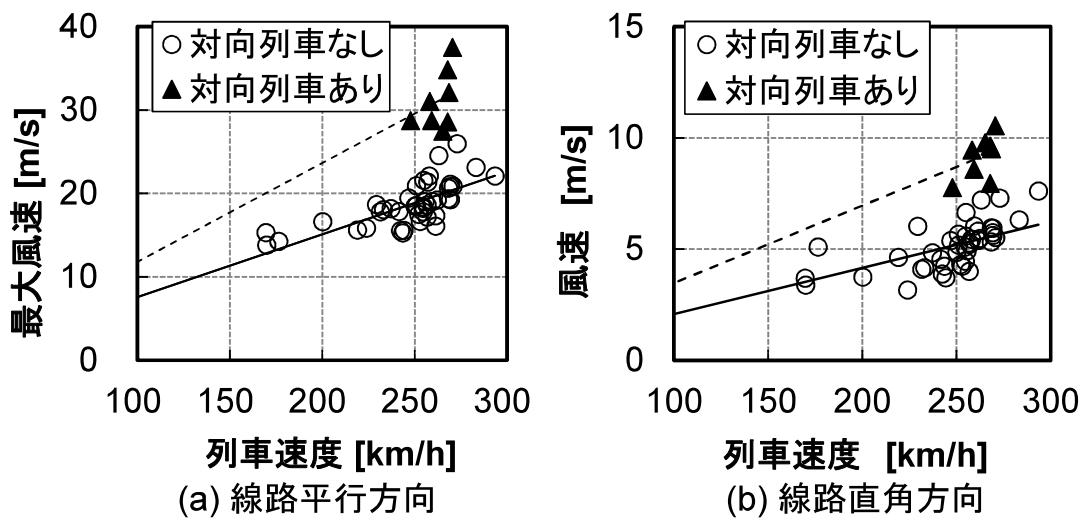 40
30
20
10
0
最大風速 [m/s]
対向列車なし
対向列車あり
100 150 200 250 300
列車速度 [km/h]
(a) 線路平行方向
15
10
5
0
風速 [m/s]
対向列車なし
対向列車あり
100 150 200 250 300
列車速度 [km/h]
(b) 線路直角方向